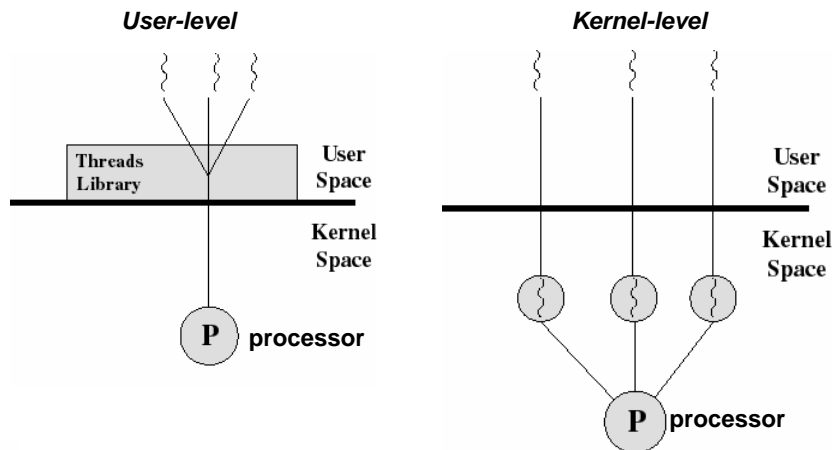 User-level
Threads
Library
User
Space
Kernel
Space
P
processor
Kernel-level
User
Space
Kernel
Space
P
processor